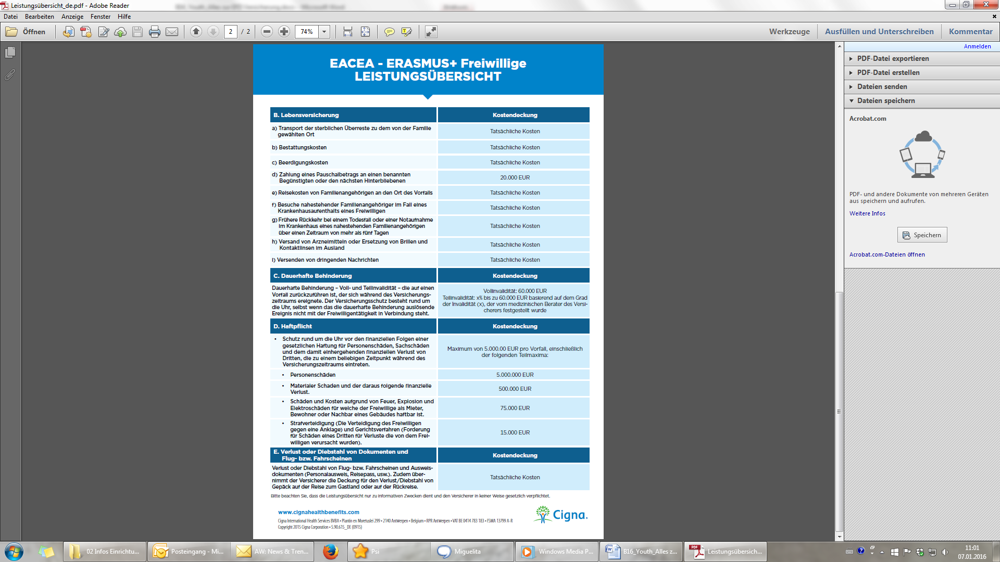 Leistungsübersicht_de.pdf - Adobe Reader
Datei Bearbeiten Anzeige Fenster Hilfe
Öffnen 2 / 2 74% Werkzeuge Ausfüllen und Unterschreiben Kommentar
EACEA - ERASMUS+ Freiwillige
LEISTUNGSÜBERSICHT
B. Lebensversicherung Kostendeckung
a) Transport der sterblichen Überreste zu dem von der Familie
gewählten Ort
Tatsächliche Kosten
b) Bestattungskosten Tatsächliche Kosten
c) Beerdigungskosten Tatsächliche Kosten
d) Zahlung eines Pauschalbetrags an einen benannten
Begünstigten oder den nächsten Hinterbliebenen
20.000 EUR
e) Reisekosten von Familienangehörigen an den Ort des Vorfalls Tatsächliche Kosten
f) Besuche nahestehender Familienangehöriger im Fall eines
Krankenhausaufenthalts eines Freiwilligen
Tatsächliche Kosten
g) Frühere Rückkehr bei einem Todesfall oder einer Notaufnahme
im Krankenhaus eines nahestehenden Familienangehörigen
über einen Zeitraum von mehr als fünf Tagen
Tatsächliche Kosten
h) Versand von Arzneimitteln oder Ersetzung von Brillen und
Kontaktlinsen im Ausland
Tatsächliche Kosten
i) Versenden von dringenden Nachrichten Tatsächliche Kosten
C. Dauerhafte Behinderung Kostendeckung
Dauerhafte Behinderung – Voll- und Teilinvalidität – die auf einen
Vorfall zurückzuführen ist, der sich während des Versicherungs-
zeitraums ereignete. Der Versicherungsschutz besteht rund um
die Uhr, selbst wenn das die dauerhafte Behinderung auslösende
Ereignis nicht mit der Freiwilligentätigkeit in Verbindung steht.
Vollinvalidität: 60.000 EUR
Teilinvalidität: x% bis zu 60.000 EUR basierend auf dem Grad
der Invalidität (x), der vom medizinischen Berater des Versi-
cherers festgestellt wurde
D. Haftpflicht Kostendeckung
• Schutz rund um die Uhr vor den finanziellen Folgen einer
gesetzlichen Haftung für Personenschäden, Sachschäden
und dem damit einhergehenden finanziellen Verlust von
Dritten, die zu einem beliebigen Zeitpunkt während des
Versicherungszeitraums eintreten.
Maximum von 5.000.00 EUR pro Vorfall, einschließlich
der folgenden Teilmaxima:
• Personenschäden 5.000.000 EUR
• Materialer Schaden und der daraus folgende finanzielle
Verlust.
500.000 EUR
• Schäden und Kosten aufgrund von Feuer, Explosion und
Elektroschäden für welche der Freiwillige als Mieter,
Bewohner oder Nachbar eines Gebäudes haftbar ist.
75.000 EUR
• Strafverteidigung (Die Verteidigung des Freiwilligen
gegen eine Anklage) und Gerichtsverfahren (Forderung
für Schäden eines Dritten für Verluste die von dem Frei-
willigen verursacht wurden).
15.000 EUR
E. Verlust oder Diebstahl von Dokumenten und
Flug- bzw. Fahrscheinen
Kostendeckung
Verlust oder Diebstahl von Flug- bzw. Fahrscheinen und Ausweis-
dokumenten (Personalausweis, Reisepass, usw.). Zudem über-
nimmt der Versicherer die Deckung für den Verlust/Diebstahl von
Gepäck auf der Reise zum Gastland oder auf der Rückreise.
Tatsächliche Kosten
Bitte beachten Sie, dass die Leistungsübersicht nur zu informativen Zwecken dient und den Versicherer in keiner Weise gesetzlich verpflichtet.
www.cignahealthbenefits.com
Cigna International Health Services BVBA • Plantin en Moretuslei 299 • 2140 Antwerpen • Belgium • RPR Antwerpen • VAT BE 0414 783 183 • FSMA 13799 A-R
Copyright 2015 Cigna Corporation • 5.90.615_DE (0915)
Cigna.
Anmelden
PDF-Datei exportieren
PDF-Datei erstellen
Dateien senden
Dateien speichern
Acrobat.com
PDF- und andere Dokumente von mehreren Geräten
aus speichern und aufrufen.
Weitere Infos
Speichern
Acrobat.com-Dateien öffnen
02 Infos Einrichtu... Posteingang - Mi... AW: News & Tren... Psi Miguelita Windows Media P... B16_Youth_Alles z... Leistungsübersich...
11:01
07.01.2016